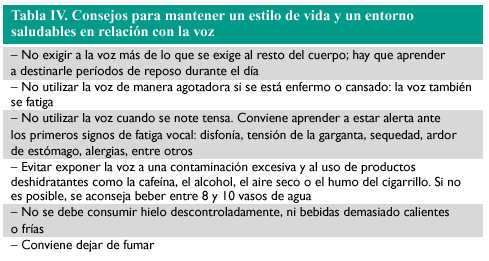 Tabla IV. Consejos para mantener un estilo de vida y un entorno
saludables en relación con la voz
– No exigir a la voz más de lo que se exige al resto del cuerpo; hay que aprender
a destinarle períodos de reposo durante el día
– No utilizar la voz de manera agotadora si se está enfermo o cansado: la voz también
se fatiga
– No utilizar la voz cuando se note tensa. Conviene aprender a estar alerta ante
los primeros signos de fatiga vocal: disfonía, tensión de la garganta, sequedad, ardor
de estómago, alergias, entre otros
– Evitar exponer la voz a una contaminación excesiva y al uso de productos
deshidratantes como la cafeína, el alcohol, el aire seco o el humo del cigarrillo. Si no
es posible, se aconseja beber entre 8 y 10 vasos de agua
– No se debe consumir hielo descontroladamente, ni bebidas demasiado calientes
o frías
– Conviene dejar de fumar